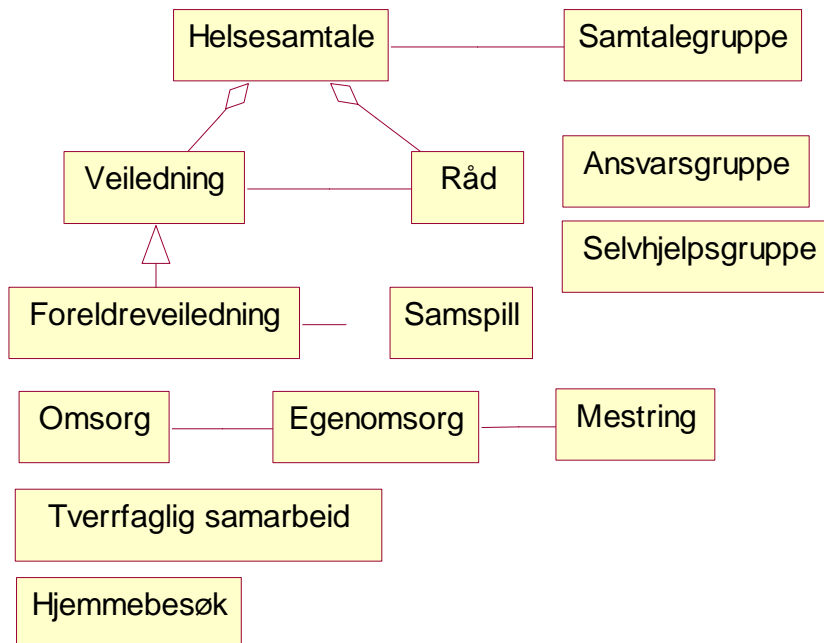 Helsesamtale
Samtalegruppe
Veiledning
Råd
Ansvarsgruppe
Selvhjelpsgruppe
Foreldreveiledning
Samspill
Omsorg
Egenomsorg
Mestring
Tverrfaglig samarbeid
Hjemmebesøk